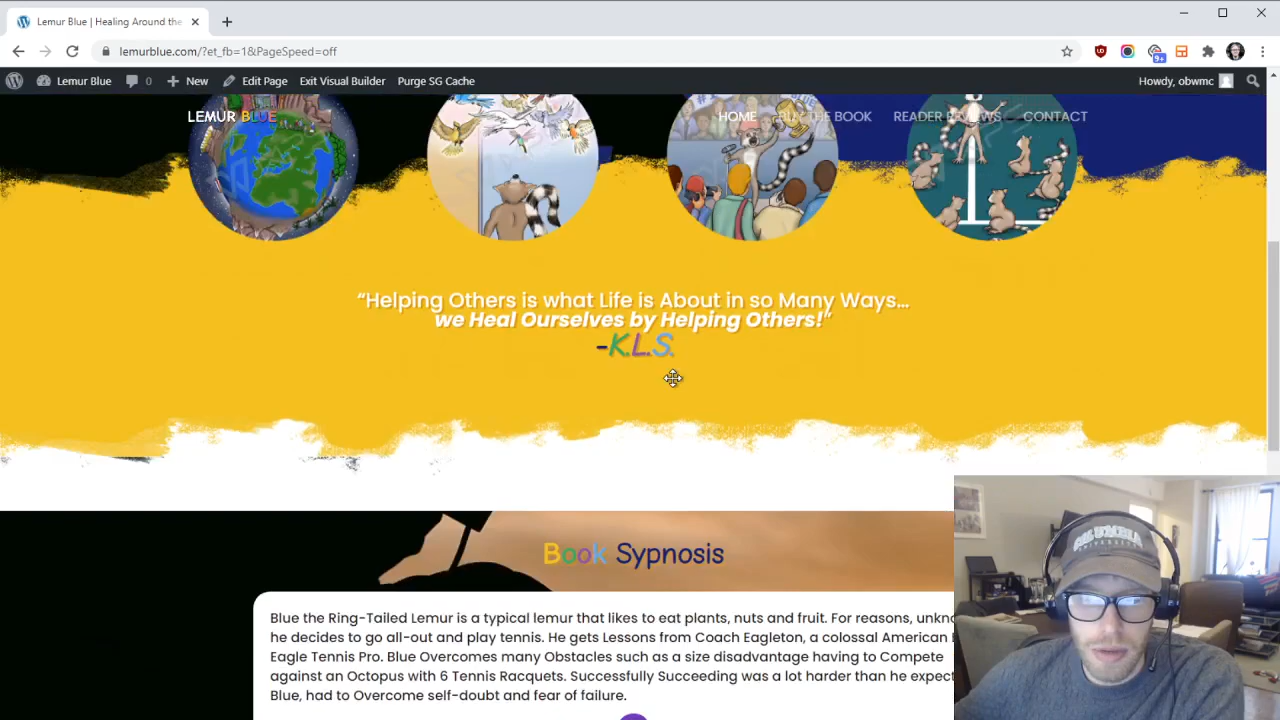 Lemur Blue | Healing Around the
lemurblue.com/?et_fb=1&PageSpeed=off
9+
Lemur Blue
0
New
Edit Page
Exit Visual Builder
Purge SG Cache
Howdy, obwmc
LEMUR BLUE
HOME
BUY THE BOOK
READER REVIEWS
CONTACT
“Helping Others is what Life is About in so Many Ways...
we Heal Ourselves by Helping Others!”
-K.L.S.
Book Sypnosis
Blue the Ring-Tailed Lemur is a typical lemur that likes to eat plants, nuts and fruit. For reasons,
he decides to go all-out and play tennis. He gets Lessons from Coach Eagleton, a colossal American
Eagle Tennis Pro. Blue Overcomes many Obstacles such as a size disadvantage having to Compete
against an Octopus with 6 Tennis Racquets. Successfully Succeeding was a lot harder than he
Blue, had to Overcome self-doubt and fear of failure.
COLUMBIA